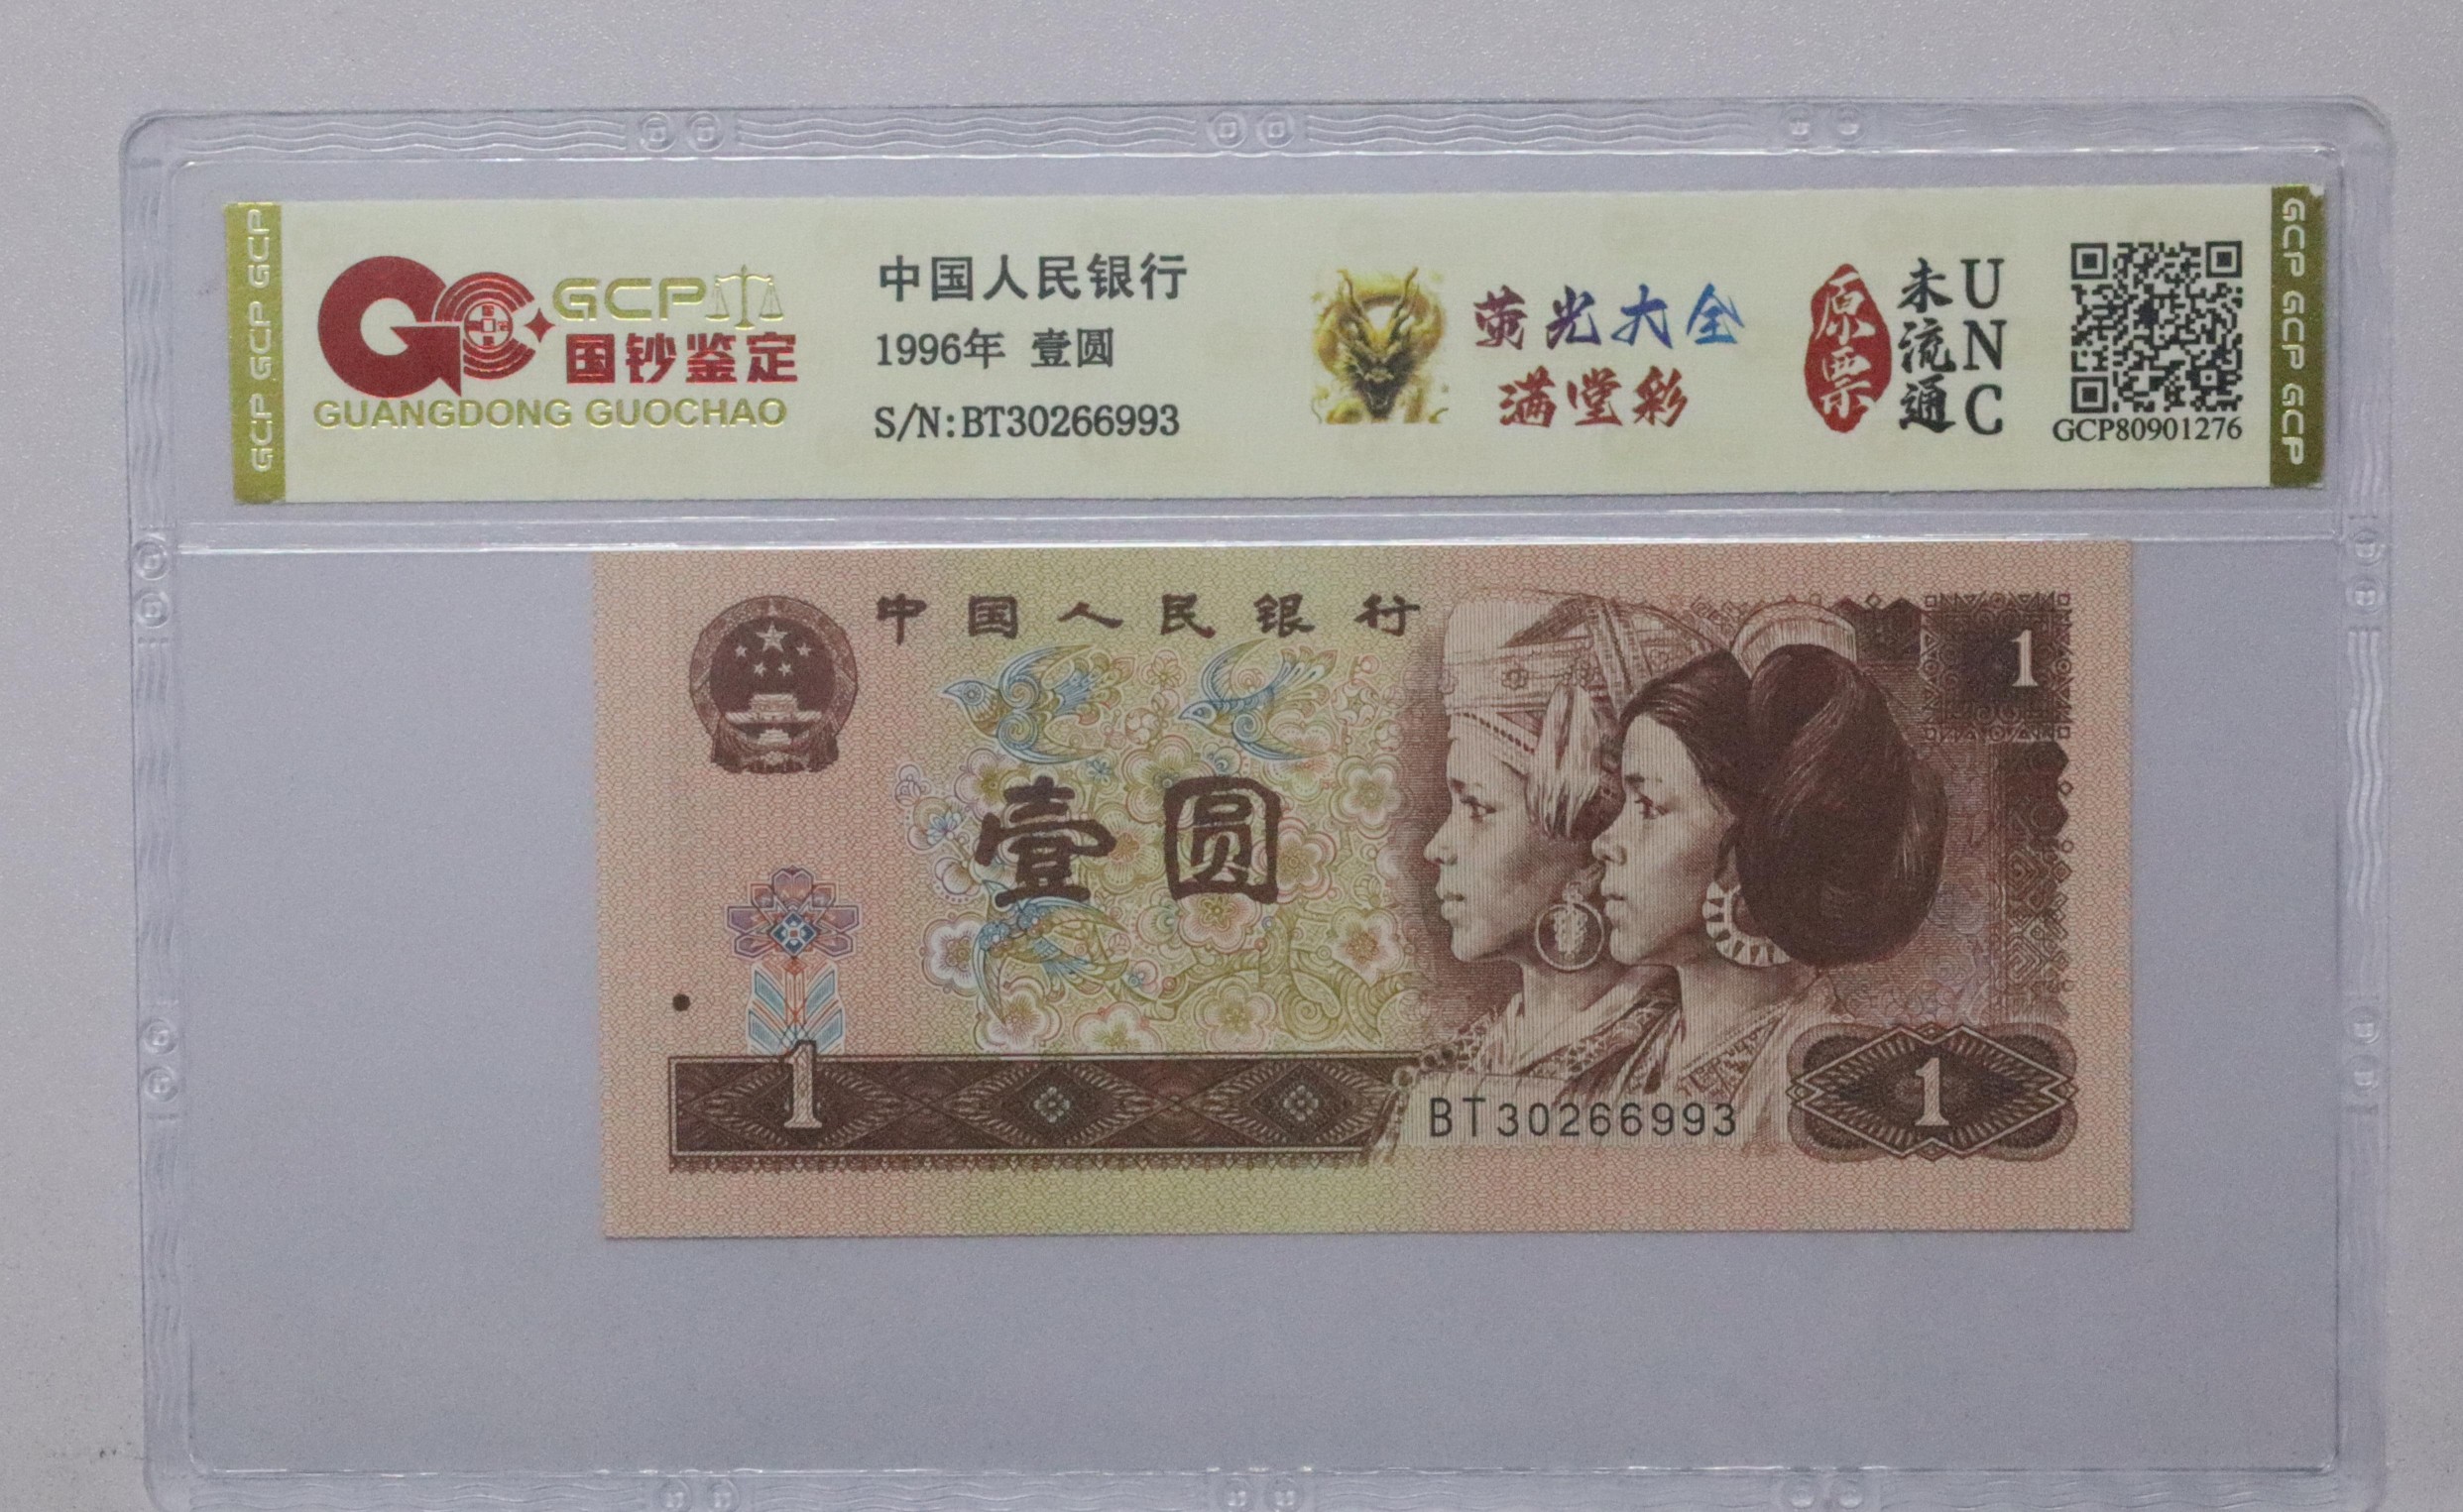 GCP GCP GCP
GCP
国钞鉴定
GUANGDONG GUOCHAO
中国人民银行
1996年 壹圆
S/N:BT30266993
荧光大全
满堂彩
原票
未流通
UNC
GCP80901276
GCP GCP GCP
中国人民银行
1
壹圆
1
BT30266993
1